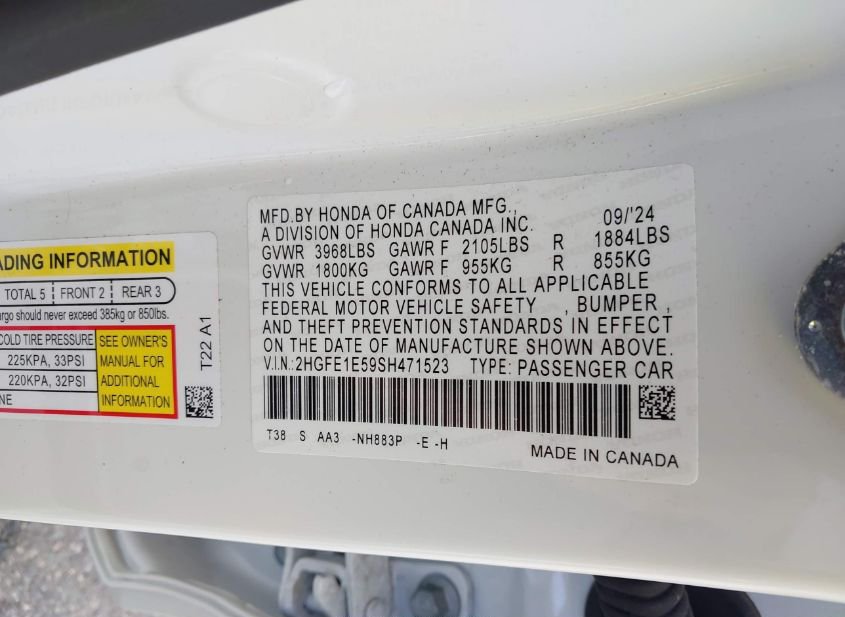 ADING INFORMATION
TOTAL 5 FRONT 2 REAR 3
argo should never exceed 385kg or 850lbs.
COLD TIRE PRESSURE
225KPA, 33PSI
220KPA, 32PSI
NE
SEE OWNER'S
MANUAL FOR
ADDITIONAL
INFORMATION
T22 A1
MFD.BY HONDA OF CANADA MFG., 09/'24
A DIVISION OF HONDA CANADA INC.
GVWR 3968LBS GAWR F 2105LBS R 1884LBS
GVWR 1800KG GAWR F 955KG R 855KG
THIS VEHICLE CONFORMS TO ALL APPLICABLE
FEDERAL MOTOR VEHICLE SAFETY , BUMPER ,
AND THEFT PREVENTION STANDARDS IN EFFECT
ON THE DATE OF MANUFACTURE SHOWN ABOVE.
V.I.N.: 2HGFE1E59SH471523 TYPE: PASSENGER CAR
T38 S AA3 -NH883P -E -H
MADE IN CANADA